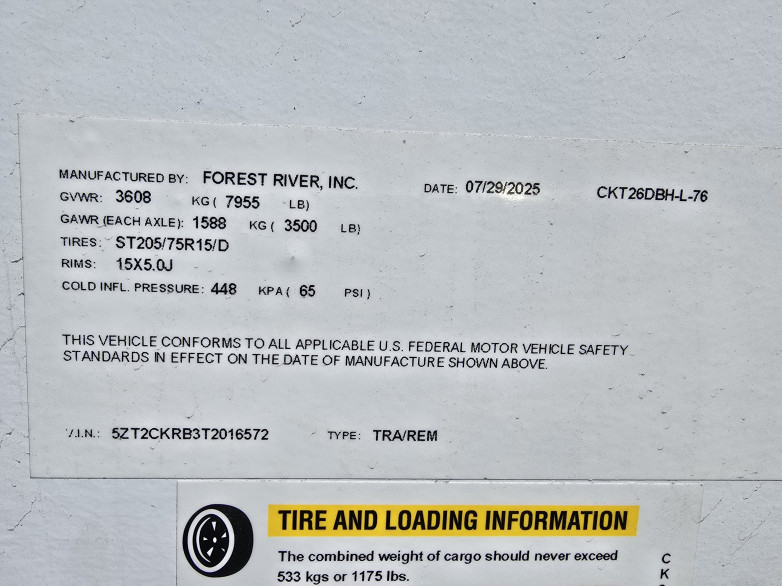 MANUFACTURED BY: FOREST RIVER, INC. DATE: 07/29/2025 CKT26DBH-L-76
GVWR: 3608 KG ( 7955 LB)
GAWR (EACH AXLE): 1588 KG ( 3500 LB)
TIRES: ST205/75R15/D
RIMS: 15X5.0J
COLD INFL. PRESSURE: 448 KPA ( 65 PSI )
THIS VEHICLE CONFORMS TO ALL APPLICABLE U.S. FEDERAL MOTOR VEHICLE SAFETY
STANDARDS IN EFFECT ON THE DATE OF MANUFACTURE SHOWN ABOVE.
V.I.N.: 5ZT2CKRB3T2016572 TYPE: TRA/REM
TIRE AND LOADING INFORMATION
The combined weight of cargo should never exceed
533 kgs or 1175 lbs.
C
K